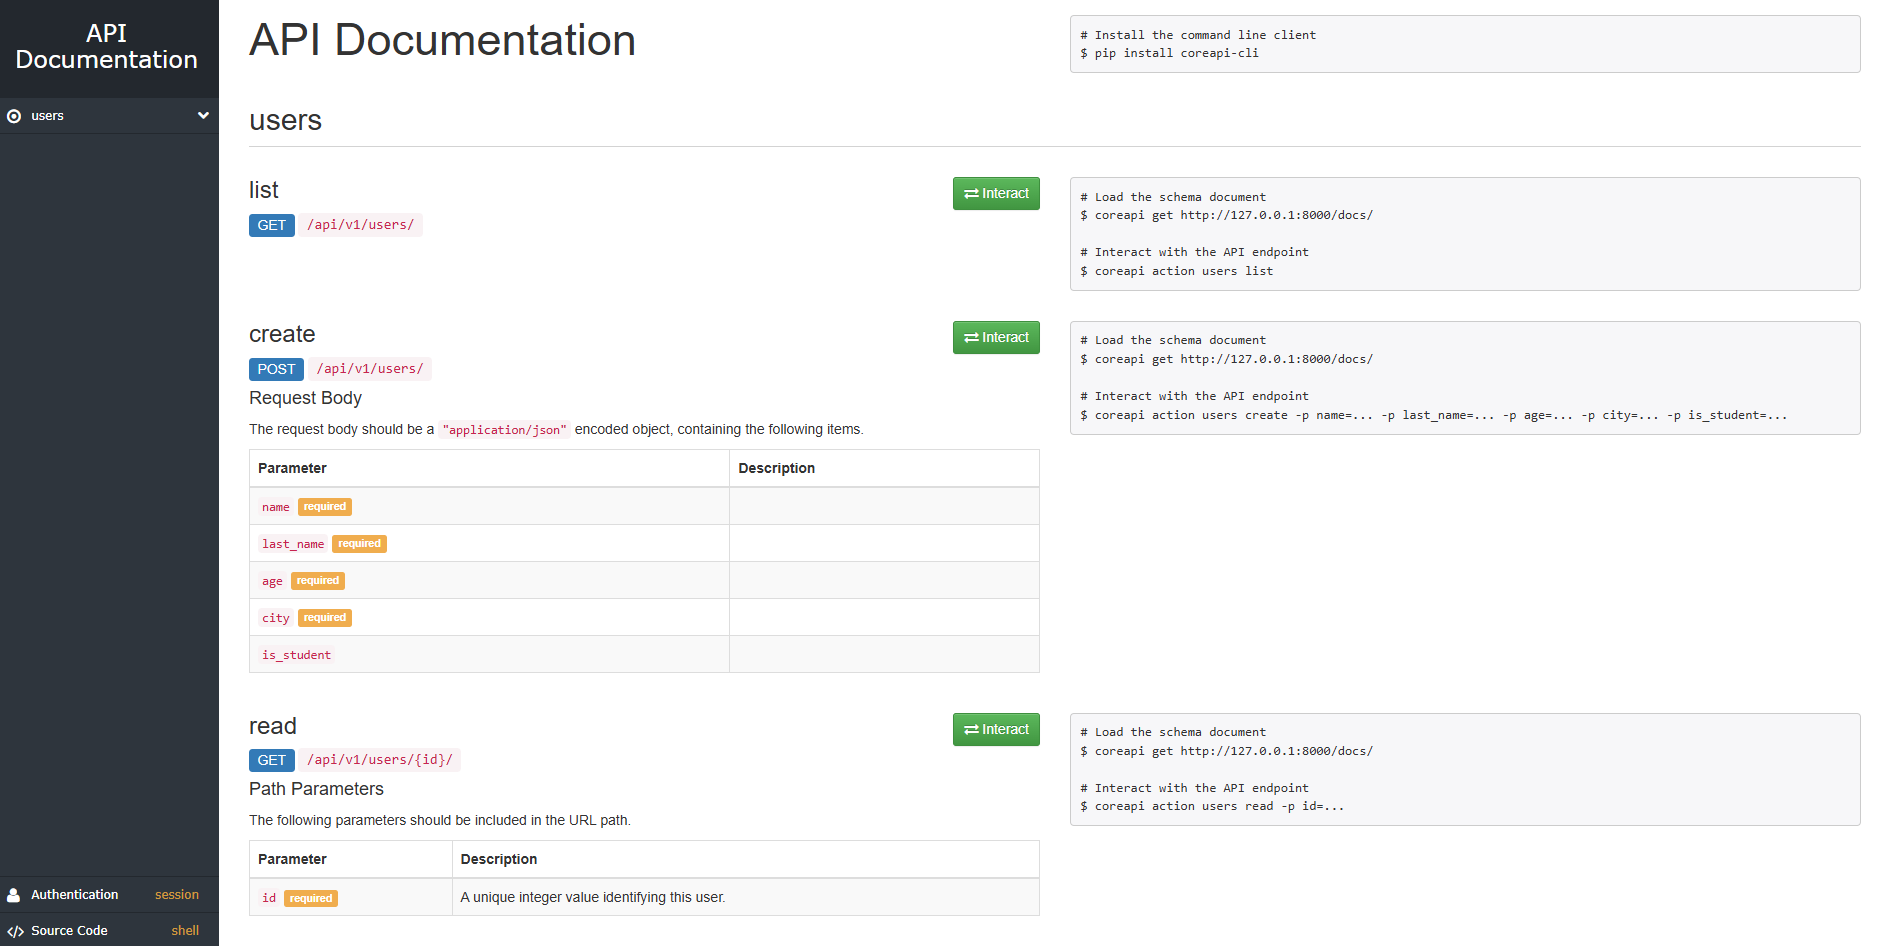 API
Documentation
users
Authentication session
Source Code shell
API Documentation
# Install the command line client
$ pip install coreapi-cli
users
list
Interact
GET /api/v1/users/
# Load the schema document
$ coreapi get http://127.0.0.1:8000/docs/
# Interact with the API endpoint
$ coreapi action users list
create
Interact
POST /api/v1/users/
Request Body
The request body should be a "application/json" encoded object, containing the following items.
Parameter Description
name required
last_name required
age required
city required
is_student
# Load the schema document
$ coreapi get http://127.0.0.1:8000/docs/
# Interact with the API endpoint
$ coreapi action users create -p name=... -p last_name=... -p age=... -p city=... -p is_student=...
read
Interact
GET /api/v1/users/{id}/
Path Parameters
The following parameters should be included in the URL path.
Parameter Description
id required A unique integer value identifying this user.
# Load the schema document
$ coreapi get http://127.0.0.1:8000/docs/
# Interact with the API endpoint
$ coreapi action users read -p id=...